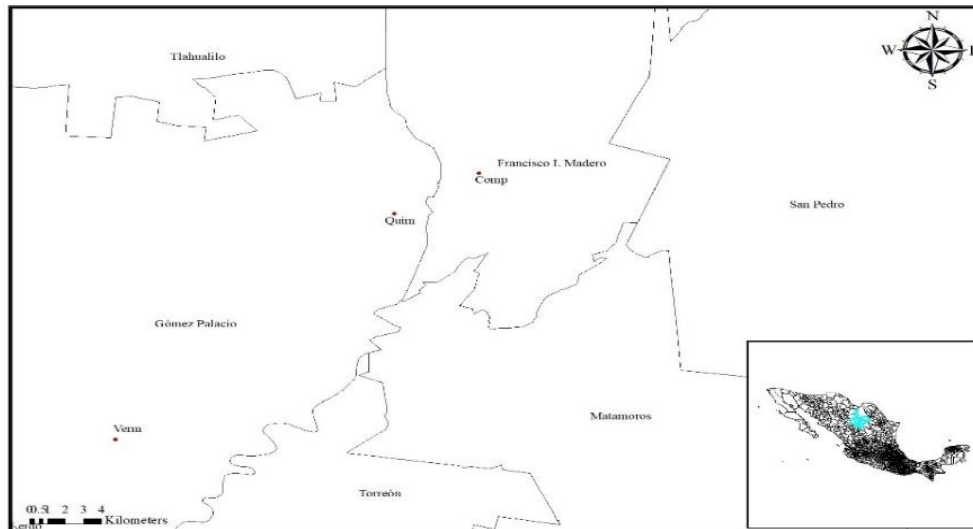 N
W
E
S
Tlahualilo
Francisco I. Madero
Comp
San Pedro
Quim
Gómez Palacio
Matamoros
Verm
Torreón
0 0.5 1 2 3 4
Kilometers